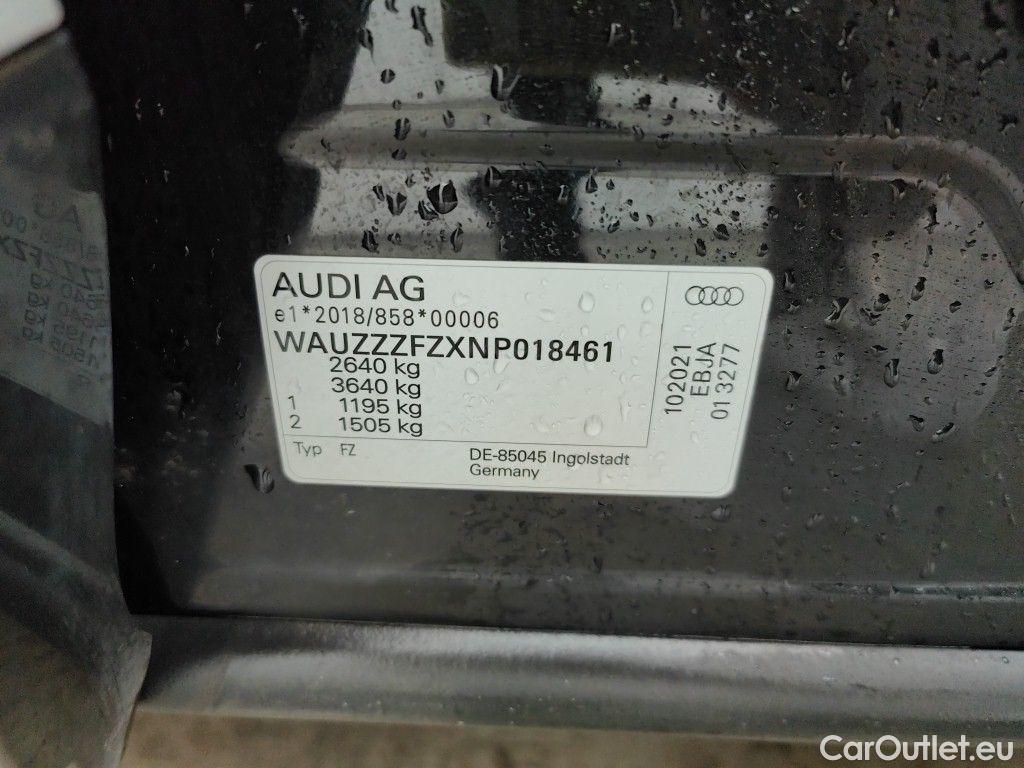 AUDI AG
e1*2018/858*00006
WAUZZZFZXNP018461
2640 kg
3640 kg
1 1195 kg
2 1505 kg
Typ FZ
DE-85045 Ingolstadt
Germany
102021
EBJA
013277
CarOutlet.eu